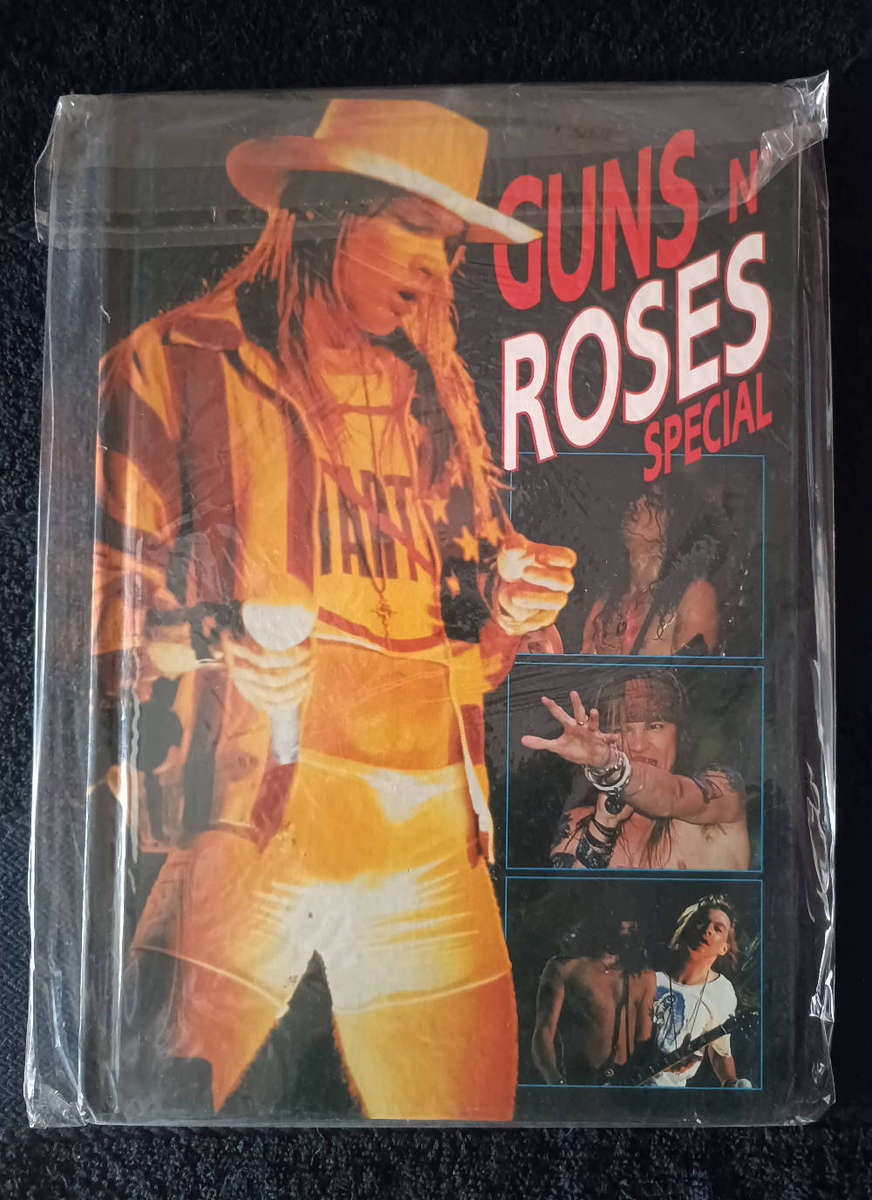 GUNS N'
ROSES
SPECIAL